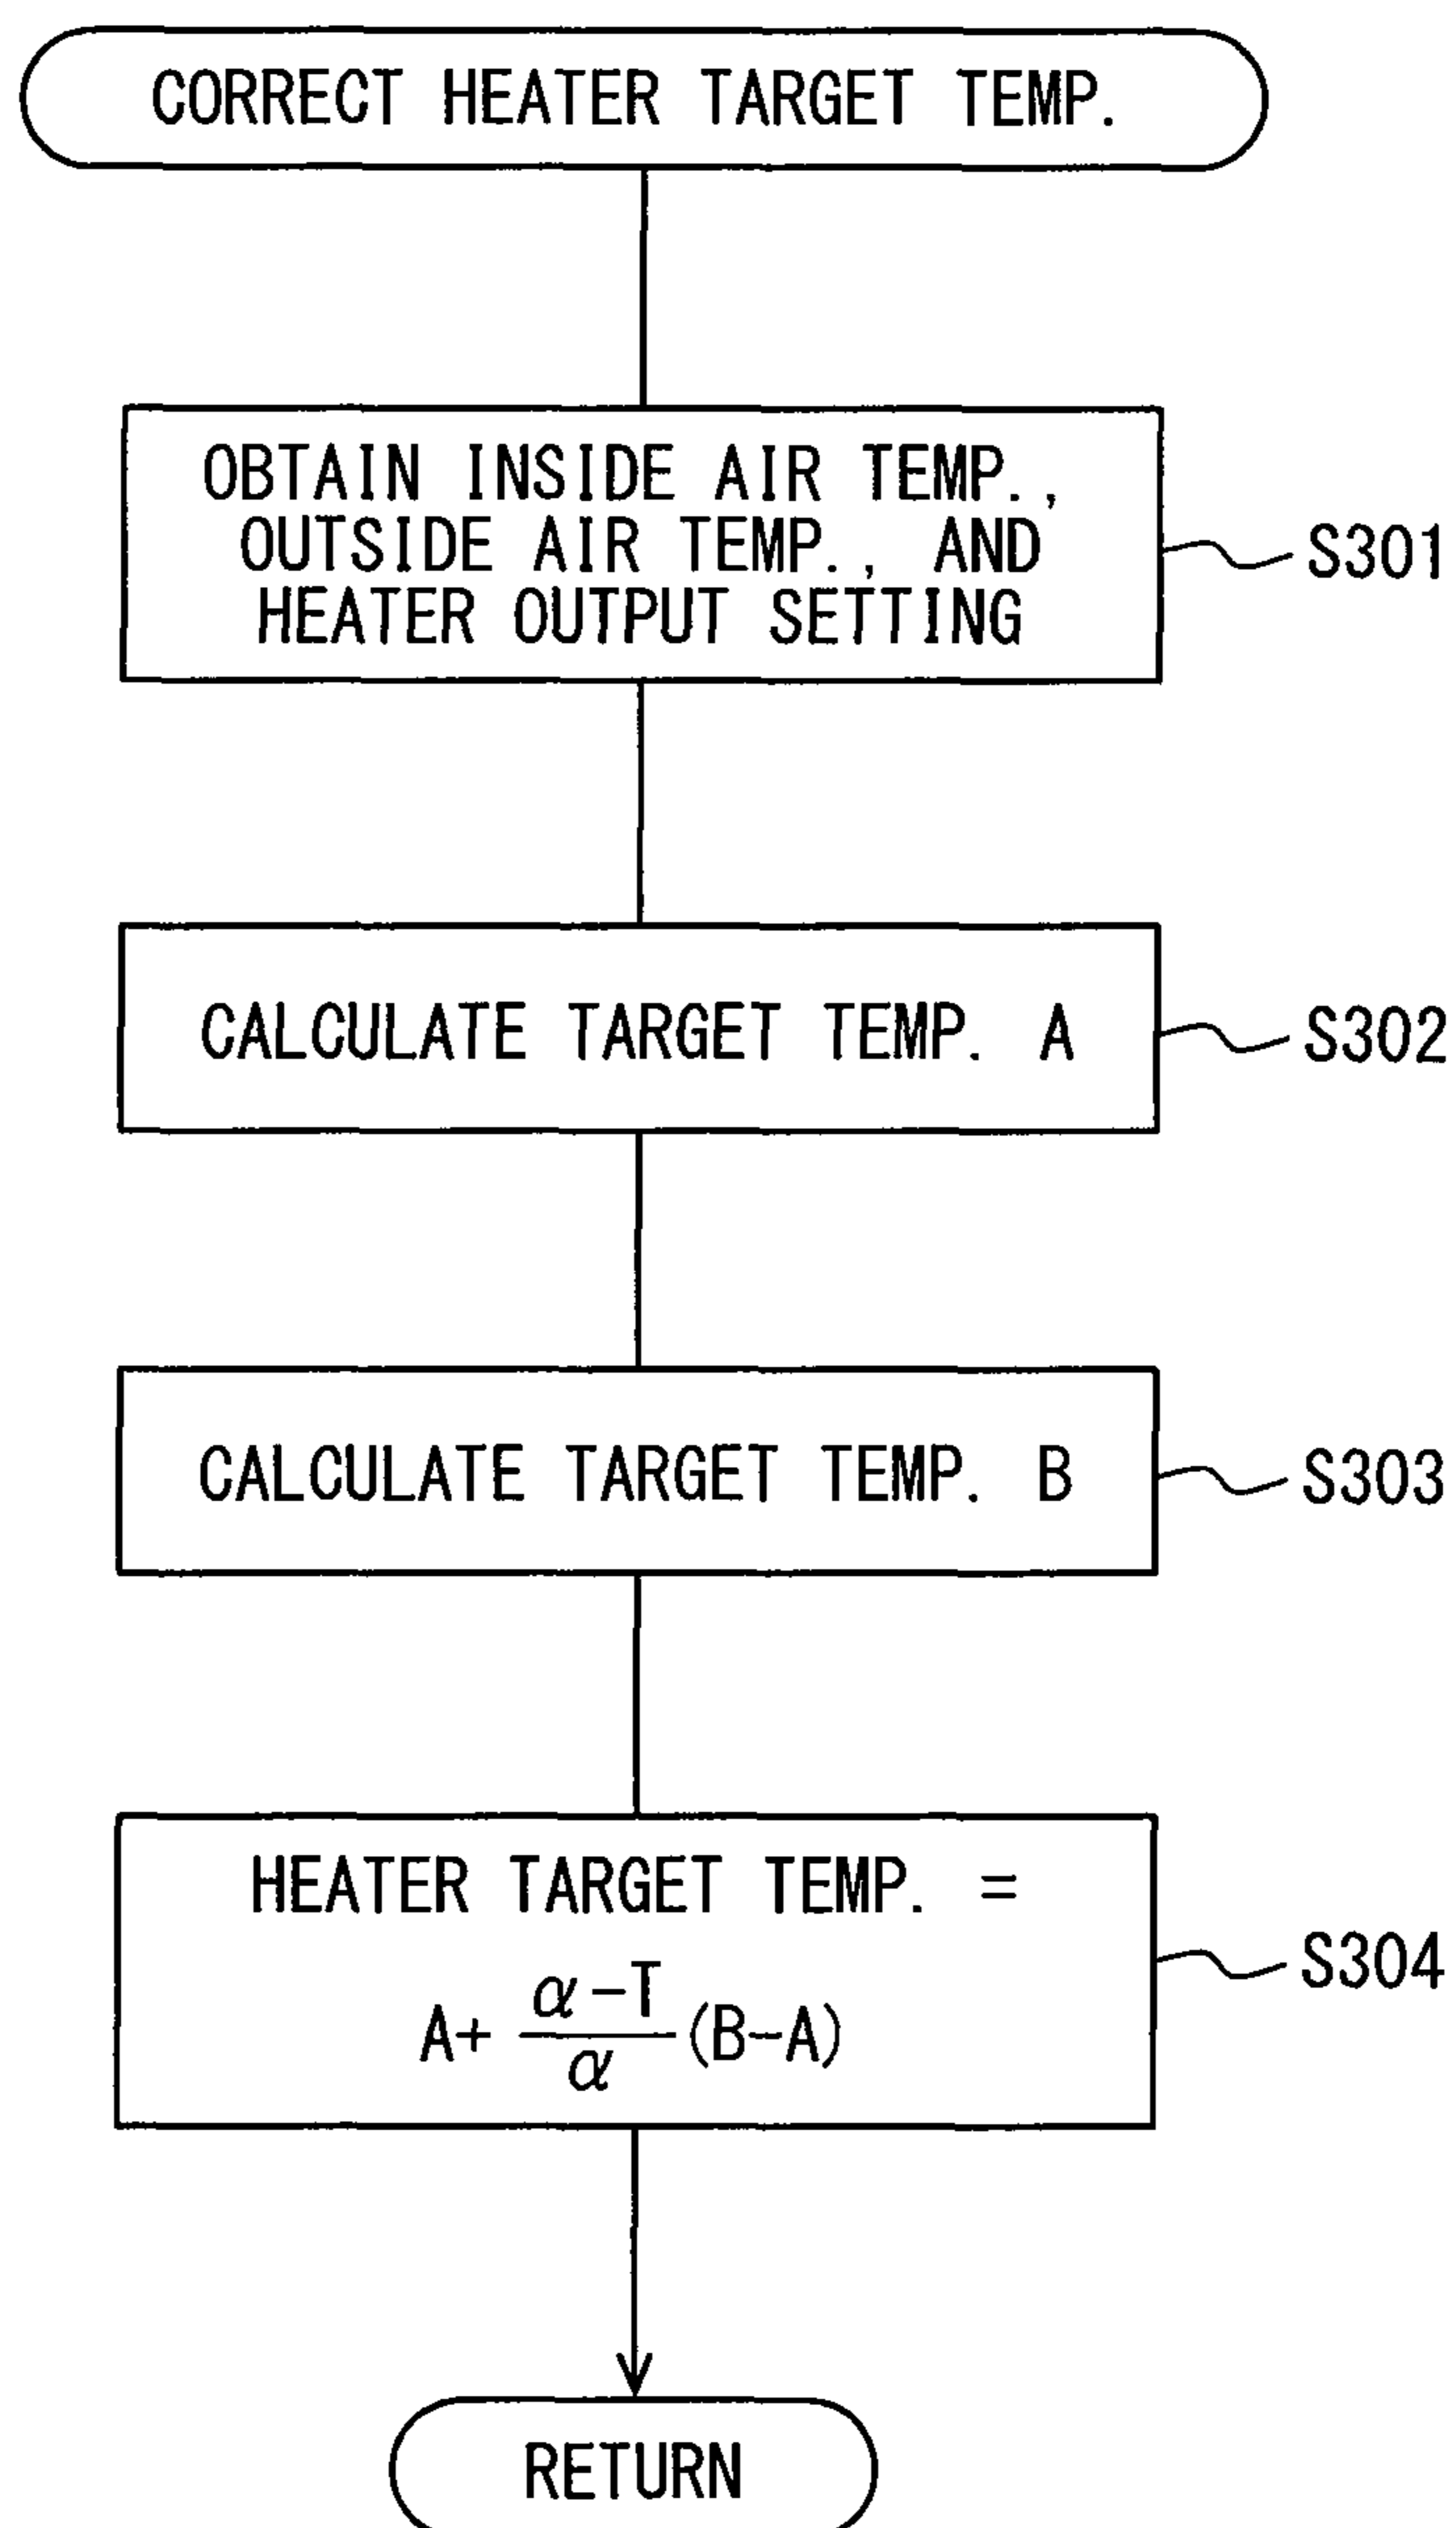 CORRECT HEATER TARGET TEMP.
OBTAIN INSIDE AIR TEMP.,
OUTSIDE AIR TEMP., AND
HEATER OUTPUT SETTING
S301
CALCULATE TARGET TEMP. A
S302
CALCULATE TARGET TEMP. B
S303
HEATER TARGET TEMP. =
A+ α-T/α (B-A)
S304
RETURN